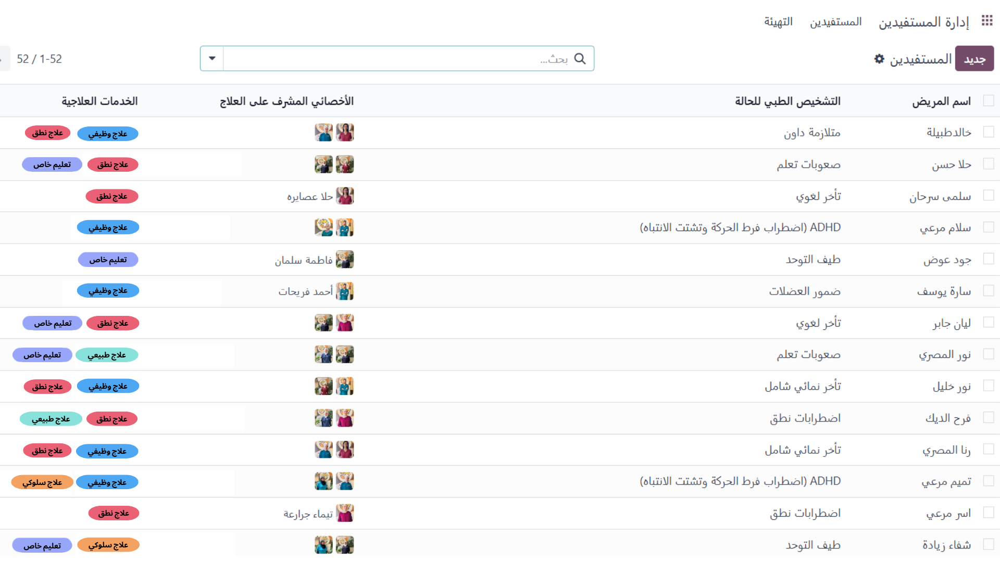 إدارة المستفيدين المستفيدين التهيئة
جديد المستفيدين بحث... 1-52 / 52
اسم المريض التشخيص الطبي للحالة الأخصائي المشرف على العلاج الخدمات العلاجية
خالدطبيلة متلازمة داون علاج وظيفي علاج نطق
حلا حسن صعوبات تعلم علاج نطق تعليم خاص
سلمى سرحان تأخر لغوي حلا عصايره علاج نطق
سلام مرعي ADHD (اضطراب فرط الحركة وتشتت الانتباه) علاج وظيفي
جود عوض طيف التوحد فاطمة سلمان تعليم خاص
سارة يوسف ضمور العضلات أحمد فريحات علاج وظيفي
ليان جابر تأخر لغوي علاج نطق تعليم خاص
نور المصري صعوبات تعلم علاج طبيعي تعليم خاص
نور خليل تأخر نمائي شامل علاج وظيفي علاج نطق
فرح الديك اضطرابات نطق علاج نطق علاج طبيعي
رنا المصري تأخر نمائي شامل علاج وظيفي علاج نطق
تميم مرعي ADHD (اضطراب فرط الحركة وتشتت الانتباه) علاج وظيفي علاج سلوكي
اسر مرعي اضطرابات نطق تيماء جرارعة علاج نطق
شفاء زيادة طيف التوحد علاج سلوكي تعليم خاص